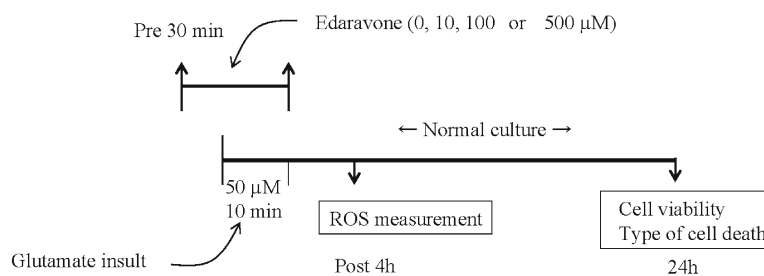 Edaravone (0, 10, 100 or 500 μM)
Pre 30 min
← Normal culture →
50 μM
10 min
ROS measurement
Cell viability
Type of cell death
Glutamate insult
Post 4h
24h